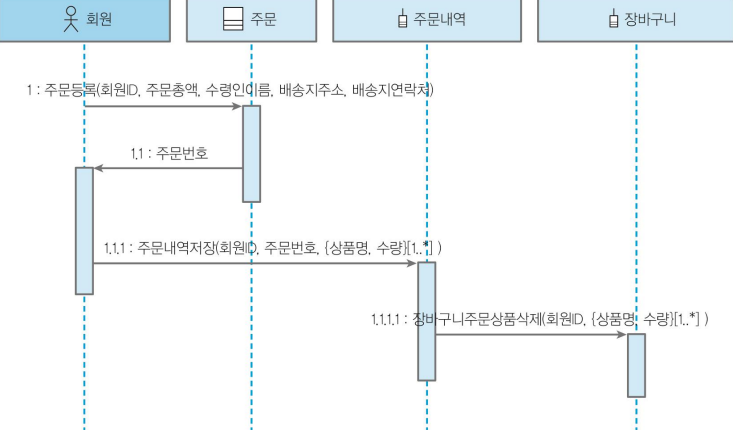 회원
주문
주문내역
장바구니
1 : 주문등록(회원ID, 주문총액, 수령인이름, 배송지주소, 배송지연락처)
1.1 : 주문번호
1.1.1 : 주문내역저장(회원ID, 주문번호, {상품명, 수량}[1..*] )
1.1.1.1 : 장바구니주문상품삭제(회원ID, {상품명, 수량}[1..*] )